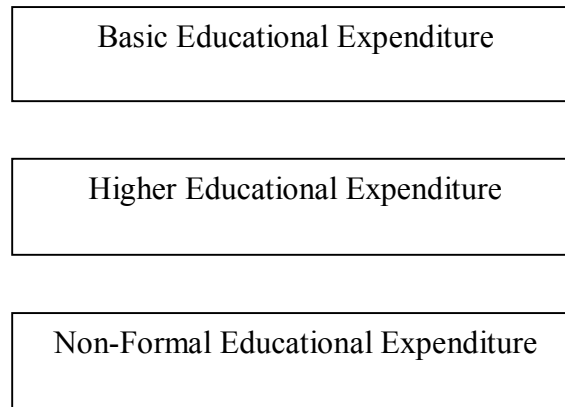 Basic Educational Expenditure
Higher Educational Expenditure
Non-Formal Educational Expenditure